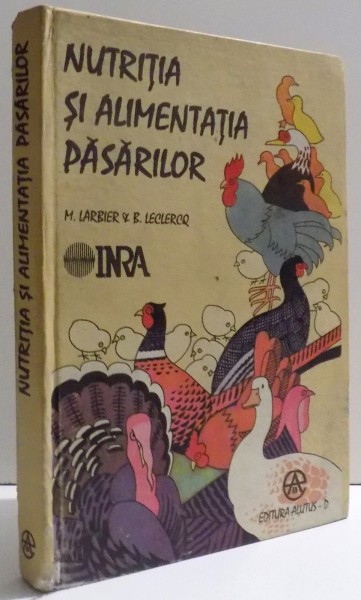 NUTRIȚIA
ȘI ALIMENTAȚIA
PĂSĂRILOR
M. LARBIER & B. LECLERCQ
INRA
EDITURA ALUTUS - D
NUTRIȚIA ȘI ALIMENTAȚIA PĂSĂRILOR